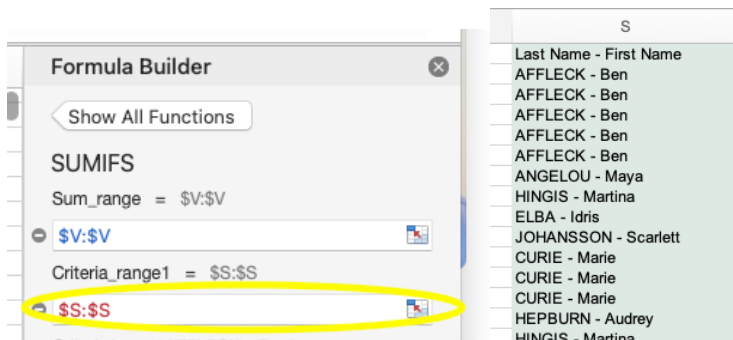 Formula Builder
Show All Functions
SUMIFS
Sum_range = $V:$V
$V:$V
Criteria_range1 = $S:$S
$S:$S
S
Last Name - First Name
AFFLECK - Ben
AFFLECK - Ben
AFFLECK - Ben
AFFLECK - Ben
AFFLECK - Ben
ANGELOU - Maya
HINGIS - Martina
ELBA - Idris
JOHANSSON - Scarlett
CURIE - Marie
CURIE - Marie
CURIE - Marie
HEPBURN - Audrey
HINGIS - Martina